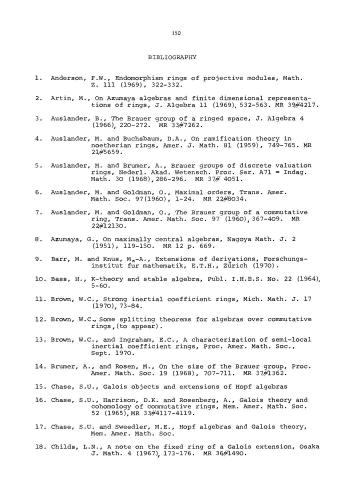 150
BIBLIOGRAPHY
1. Anderson, F.W., Endomorphism rings of projective modules, Math.
Z. 111 (1969), 322-332.
2. Artin, M., On Azumaya algebras and finite dimensional representa-
tions of rings, J. Algebra 11 (1969), 532-563. MR 39#4217.
3. Auslander, B., The Brauer group of a ringed space, J. Algebra 4
(1966), 220-272. MR 33#7262.
4. Auslander, M. and Buchsbaum, D.A., On ramification theory in
noetherian rings, Amer. J. Math. 81 (1959), 749-765. MR
21#5659.
5. Auslander, M. and Brumer, A., Brauer groups of discrete valuation
rings, Nederl. Akad. Wetensch. Proc. Ser. A71 = Indag.
Math. 30 (1968), 286-296. MR 37# 4051.
6. Auslander, M. and Goldman, O., Maximal orders, Trans. Amer.
Math. Soc. 97(1960), 1-24. MR 22#8034.
7. Auslander, M. and Goldman, O., The Brauer group of a commutative
ring, Trans. Amer. Math. Soc. 97 (1960), 367-409. MR
22#12130.
8. Azumaya, G., On maximally central algebras, Nagoya Math. J. 2
(1951), 119-150. MR 12 p. 669.
9. Barr, M. and Knus, M.-A., Extensions of derivations, Forschungs-
institut fur mathematik, E.T.H., Zürich (1970).
10. Bass, H., K-theory and stable algebra, Publ. I.H.E.S. No. 22 (1964),
5-60.
11. Brown, W.C., Strong inertial coefficient rings, Mich. Math. J. 17
(1970), 73-84.
12. Brown, W.C., Some splitting theorems for algebras over commutative
rings, (to appear).
13. Brown, W.C., and Ingraham, E.C., A characterization of semi-local
inertial coefficient rings, Proc. Amer. Math. Soc.,
Sept. 1970.
14. Brumer, A., and Rosen, M., On the size of the Brauer group, Proc.
Amer. Math. Soc. 19 (1968), 707-711. MR 37#1362.
15. Chase, S.U., Galois objects and extensions of Hopf algebras
16. Chase, S.U., Harrison, D.K. and Rosenberg, A., Galois theory and
cohomology of commutative rings, Mem. Amer. Math. Soc.
52 (1965), MR 33#4117-4119.
17. Chase, S.U. and Sweedler, M.E., Hopf algebras and Galois theory,
Mem. Amer. Math. Soc.
18. Childs, L.N., A note on the fixed ring of a Galois extension, Osaka
J. Math. 4 (1967), 173-176. MR 36#1490.